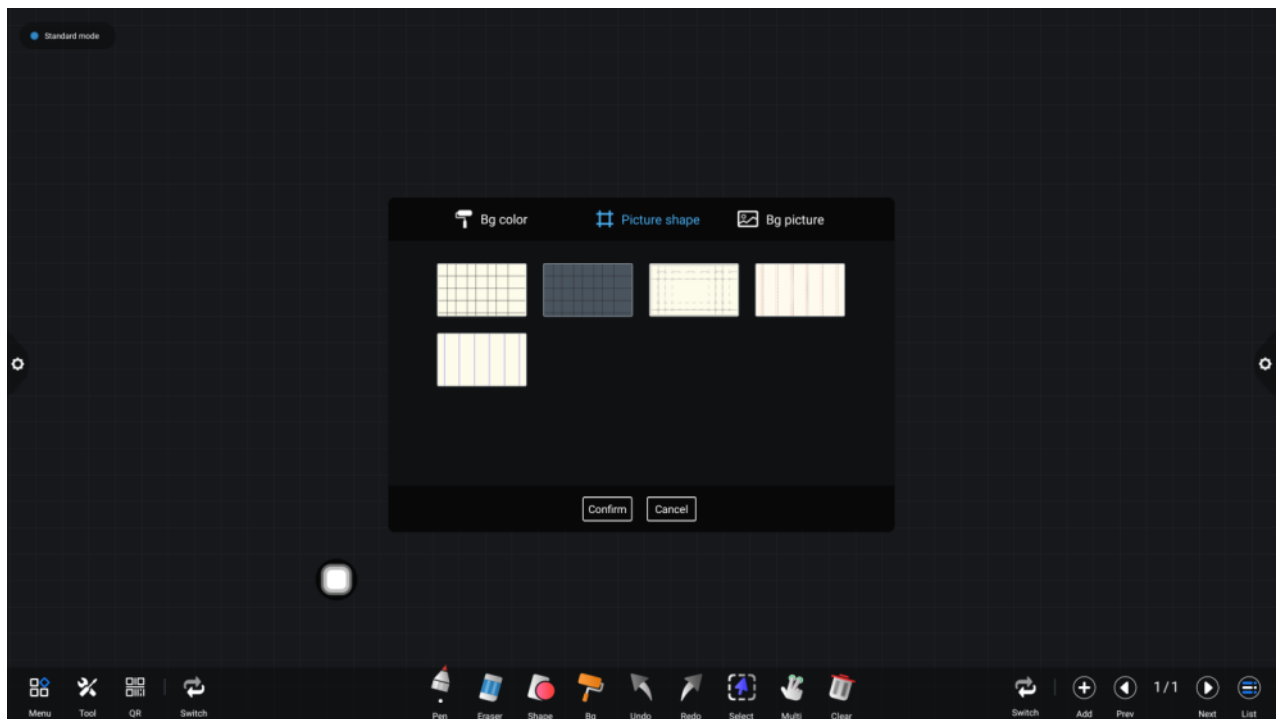 Standard mode
Bg color Picture shape Bg picture
Confirm Cancel
1/1
Menu Tool QR Switch Pen Eraser Shape Bg Undo Redo Select Multi Clear Switch Add Prev Next List